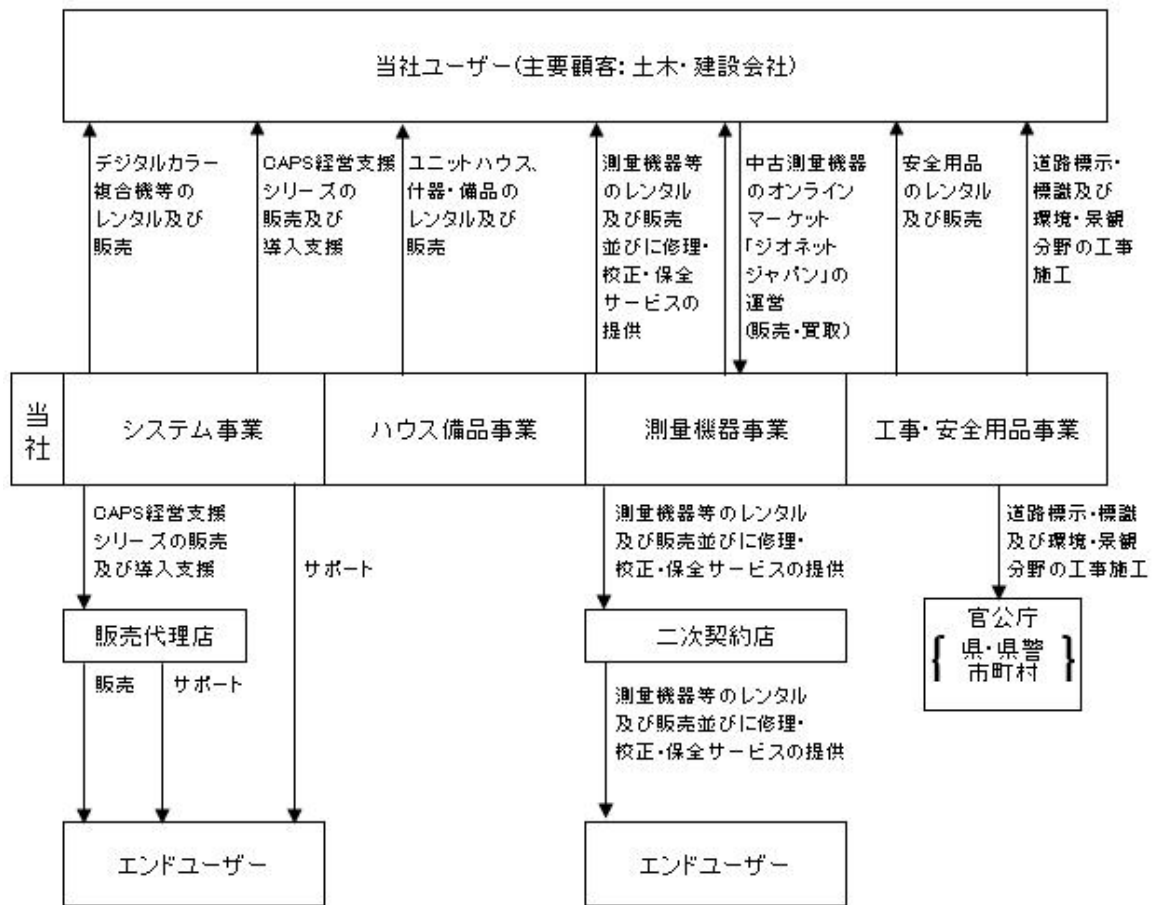 当社ユーザー(主要顧客:土木・建設会社)
デジタルカラー
複合機等の
レンタル及び
販売
CAPS経営支援
シリーズの
販売及び
導入支援
ユニットハウス、
什器・備品の
レンタル及び
販売
測量機器等
のレンタル
及び販売
並びに修理・
校正・保全
サービスの
提供
中古測量機器
のオンライン
マーケット
「ジオネット
ジャパン」の
運営
(販売・買取)
安全用品
のレンタル
及び販売
道路標示・
標識及び
環境・景観
分野の工事
施工
当社
システム事業
ハウス備品事業
測量機器事業
工事・安全用品事業
CAPS経営支援
シリーズの販売
及び導入支援
サポート
測量機器等のレンタル
及び販売並びに修理・
校正・保全サービスの提供
道路標示・標識
及び環境・景観
分野の工事施工
販売代理店
二次契約店
官公庁
県・県警
市町村
販売
サポート
測量機器等のレンタル
及び販売並びに修理・
校正・保全サービスの提供
エンドユーザー
エンドユーザー